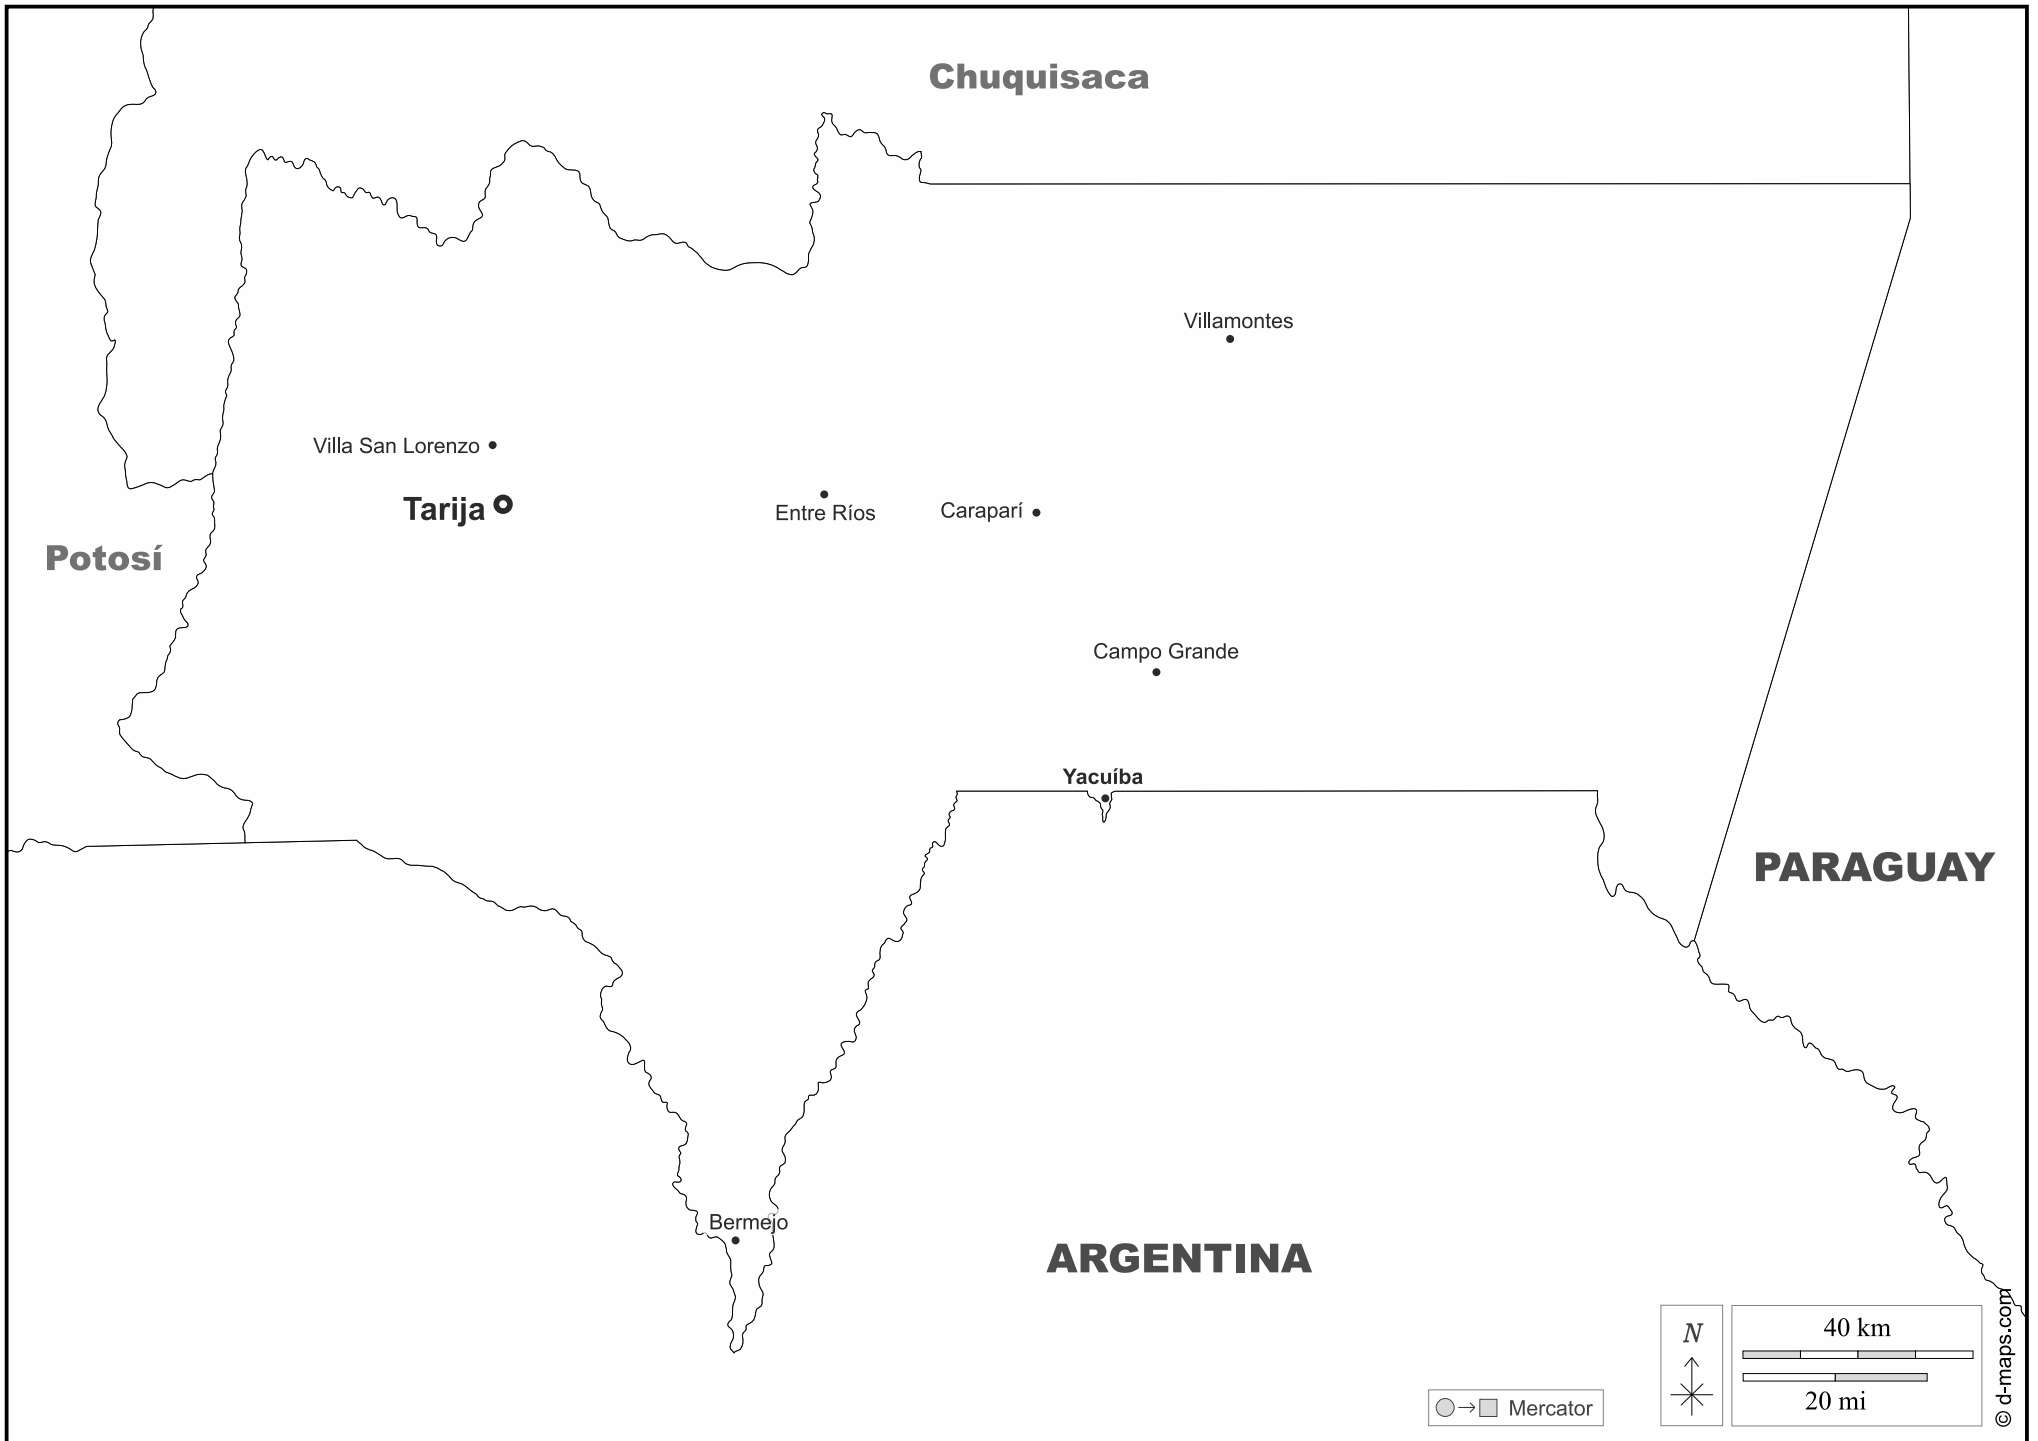 Chuquisaca
Villamontes
Villa San Lorenzo
Tarija
Entre Ríos
Caraparí
Potosí
Campo Grande
Yacuíba
PARAGUAY
Bermejo
ARGENTINA
N
40 km
20 mi
Mercator
© d-maps.com